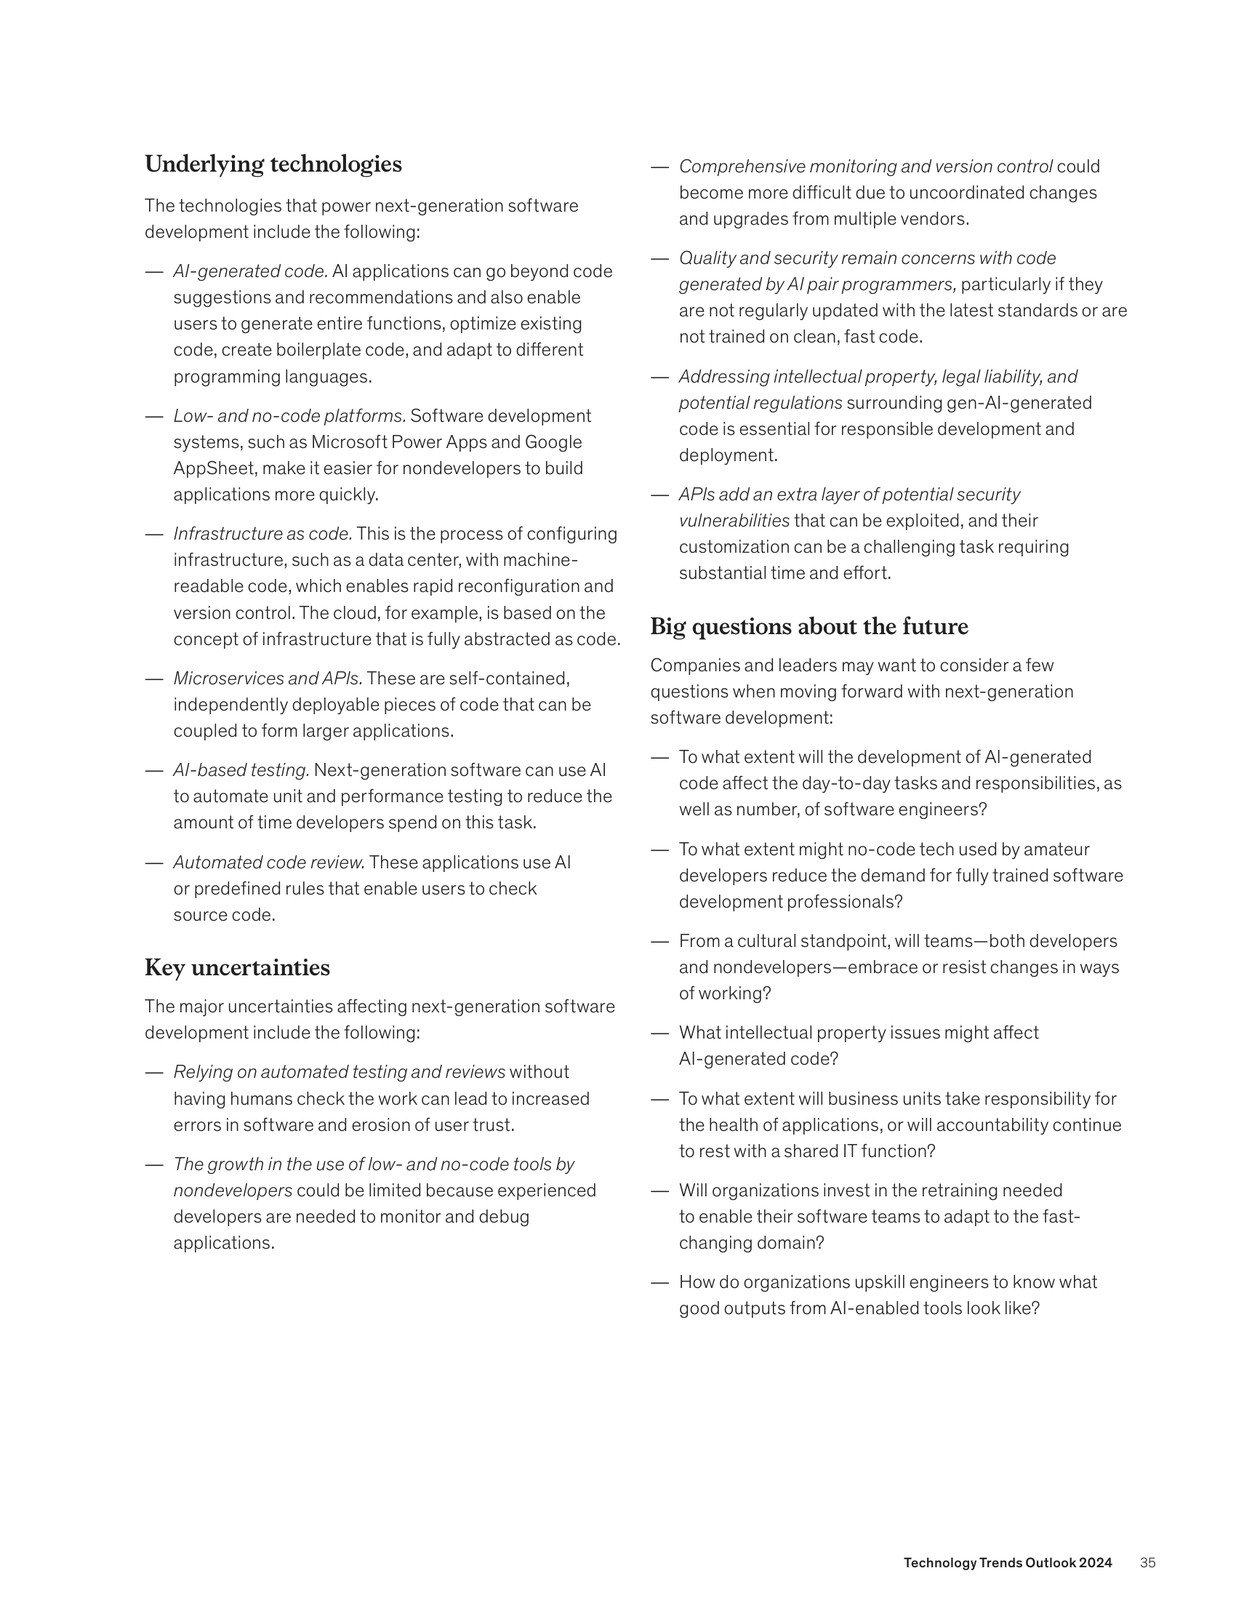 Underlying technologies
The technologies that power next-generation software
development include the following:
— AI-generated code. AI applications can go beyond code
suggestions and recommendations and also enable
users to generate entire functions, optimize existing
code, create boilerplate code, and adapt to different
programming languages.
— Low- and no-code platforms. Software development
systems, such as Microsoft Power Apps and Google
AppSheet, make it easier for nondevelopers to build
applications more quickly.
— Infrastructure as code. This is the process of configuring
infrastructure, such as a data center, with machine-
readable code, which enables rapid reconfiguration and
version control. The cloud, for example, is based on the
concept of infrastructure that is fully abstracted as code.
— Microservices and APIs. These are self-contained,
independently deployable pieces of code that can be
coupled to form larger applications.
— AI-based testing. Next-generation software can use AI
to automate unit and performance testing to reduce the
amount of time developers spend on this task.
— Automated code review. These applications use AI
or predefined rules that enable users to check
source code.
Key uncertainties
The major uncertainties affecting next-generation software
development include the following:
— Relying on automated testing and reviews without
having humans check the work can lead to increased
errors in software and erosion of user trust.
— The growth in the use of low- and no-code tools by
nondevelopers could be limited because experienced
developers are needed to monitor and debug
applications.
— Comprehensive monitoring and version control could
become more difficult due to uncoordinated changes
and upgrades from multiple vendors.
— Quality and security remain concerns with code
generated by AI pair programmers, particularly if they
are not regularly updated with the latest standards or are
not trained on clean, fast code.
— Addressing intellectual property, legal liability, and
potential regulations surrounding gen-AI-generated
code is essential for responsible development and
deployment.
— APIs add an extra layer of potential security
vulnerabilities that can be exploited, and their
customization can be a challenging task requiring
substantial time and effort.
Big questions about the future
Companies and leaders may want to consider a few
questions when moving forward with next-generation
software development:
— To what extent will the development of AI-generated
code affect the day-to-day tasks and responsibilities, as
well as number, of software engineers?
— To what extent might no-code tech used by amateur
developers reduce the demand for fully trained software
development professionals?
— From a cultural standpoint, will teams—both developers
and nondevelopers—embrace or resist changes in ways
of working?
— What intellectual property issues might affect
AI-generated code?
— To what extent will business units take responsibility for
the health of applications, or will accountability continue
to rest with a shared IT function?
— Will organizations invest in the retraining needed
to enable their software teams to adapt to the fast-
changing domain?
— How do organizations upskill engineers to know what
good outputs from AI-enabled tools look like?
Technology Trends Outlook 2024 35